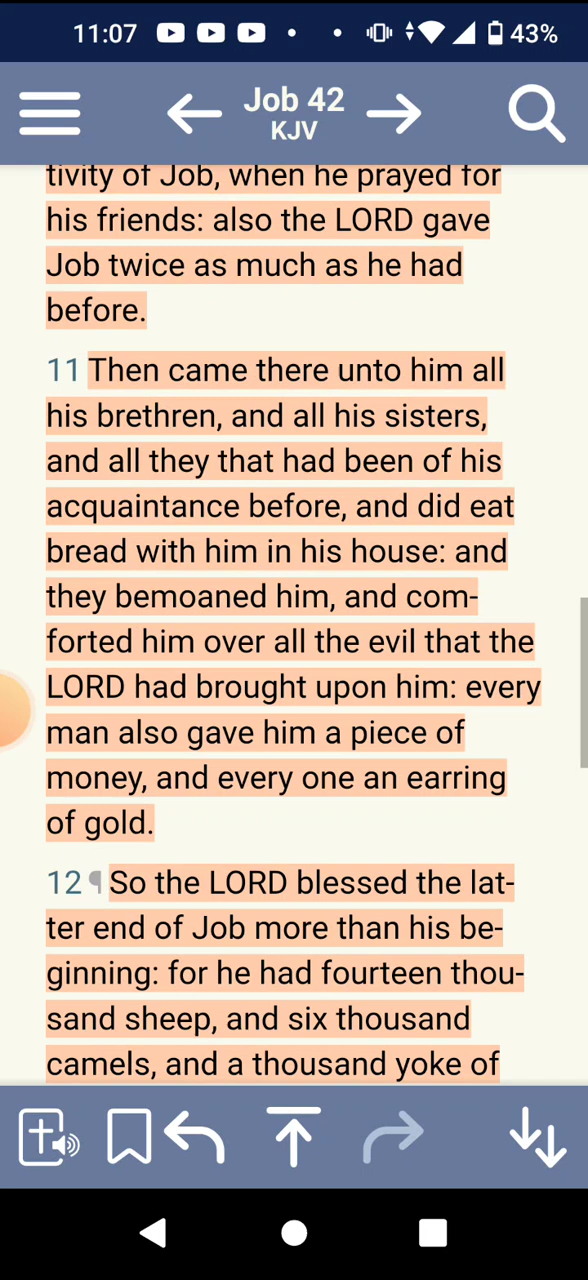 11:07
43%
Job 42
KJV
tivity of Job, when he prayed for
his friends: also the LORD gave
Job twice as much as he had
before.
11 Then came there unto him all
his brethren, and all his sisters,
and all they that had been of his
acquaintance before, and did eat
bread with him in his house: and
they bemoaned him, and com-
forted him over all the evil that the
LORD had brought upon him: every
man also gave him a piece of
money, and every one an earring
of gold.
12 ¶ So the LORD blessed the lat-
ter end of Job more than his be-
ginning: for he had fourteen thou-
sand sheep, and six thousand
camels, and a thousand yoke of